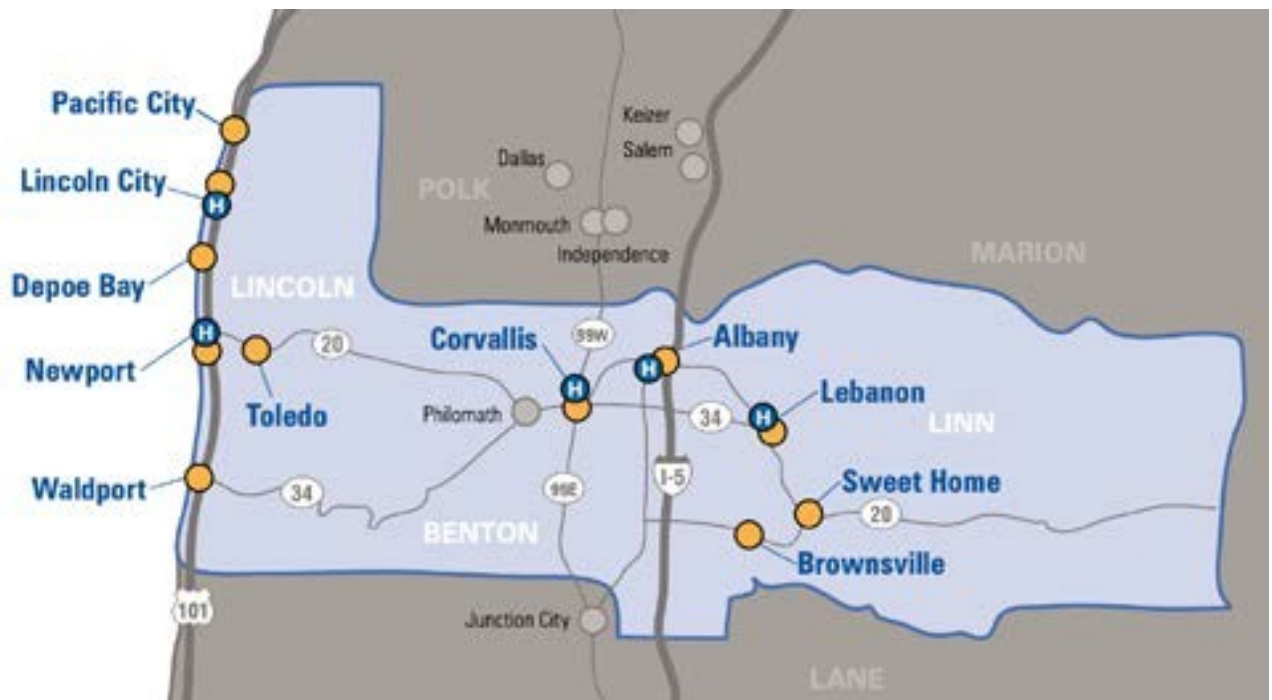 Pacific City
Keizer
Salem
Dallas
Lincoln City
POLK
H
Monmouth
Independence
MARION
Depoe Bay
LINCOLN
H
99W
Albany
Corvallis
20
Newport
H
H
Toledo
Philomath
34
H
Lebanon
LINN
Waldport
34
99E
I-5
Sweet Home
20
BENTON
Brownsville
101
Junction City
LANE